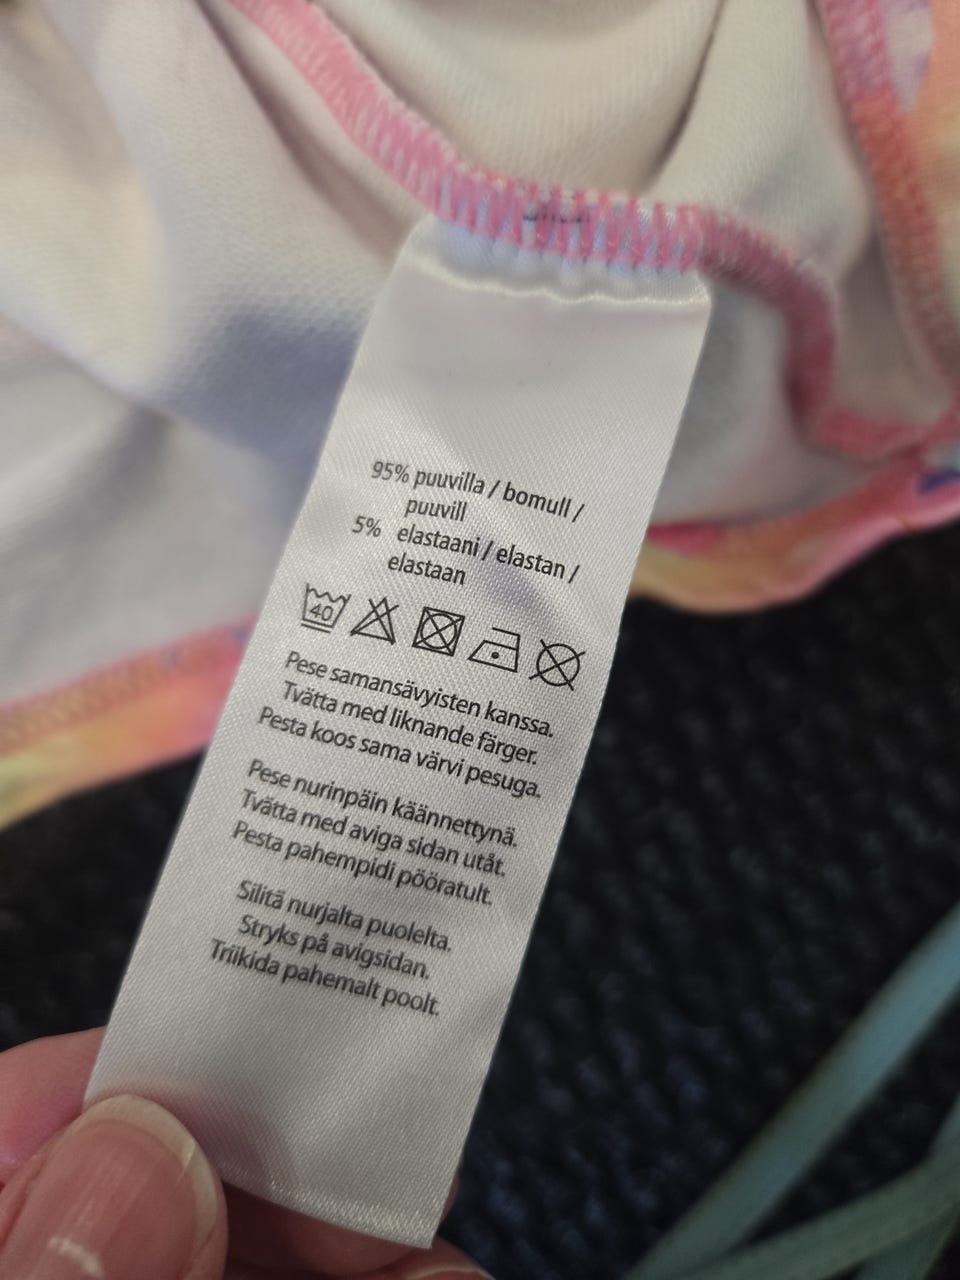 95% puuvilla / bomull /
puuvill
5% elastaani / elastan /
elastaan
40
Pese samansävyisten kanssa.
Tvätta med liknande färger.
Pesta koos sama värvi pesuga.
Pese nurinpäin käännettynä.
Tvätta med aviga sidan utåt.
Pesta pahempidi pööratult.
Silitä nurjalta puolelta.
Stryks på avigsidan.
Triikida pahemalt poolt.